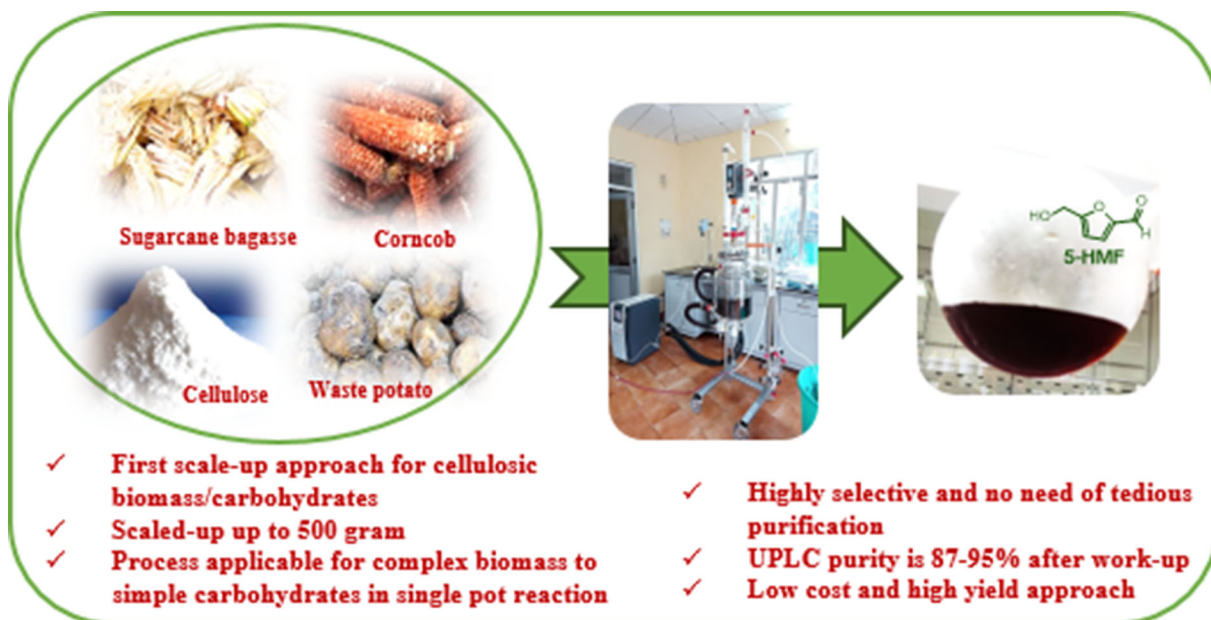 Sugarcane bagasse
Corncob
Cellulose
Waste potato
HO
O
O
H
5-HMF
✓ First scale-up approach for cellulosic
biomass/carbohydrates
✓ Scaled-up up to 500 gram
✓ Process applicable for complex biomass to
simple carbohydrates in single pot reaction
✓ Highly selective and no need of tedious
purification
✓ UPLC purity is 87-95% after work-up
✓ Low cost and high yield approach